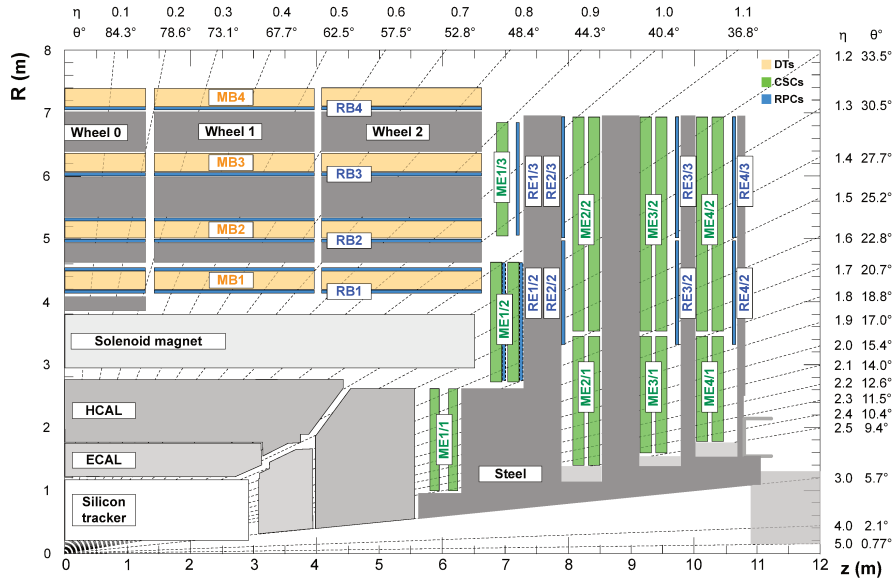 η 0.1 0.2 0.3 0.4 0.5 0.6 0.7 0.8 0.9 1.0 1.1 η θ°
θ° 84.3° 78.6° 73.1° 67.7° 62.5° 57.5° 52.8° 48.4° 44.3° 40.4° 36.8°
R (m)
8
7
6
5
4
3
2
1
0
1.2 33.5°
1.3 30.5°
1.4 27.7°
1.5 25.2°
1.6 22.8°
1.7 20.7°
1.8 18.8°
1.9 17.0°
2.0 15.4°
2.1 14.0°
2.2 12.6°
2.3 11.5°
2.4 10.4°
2.5 9.4°
3.0 5.7°
4.0 2.1°
5.0 0.77°
DTs
CSCs
RPCs
MB4
RB4
Wheel 0 Wheel 1 Wheel 2
MB3
RB3
MB2
RB2
MB1
RB1
Solenoid magnet
HCAL
ECAL
Silicon
tracker
Steel
ME1/3
RE1/3
RE2/3
ME2/2
ME3/2
RE3/3
ME4/2
RE4/3
ME1/2
RE1/2
RE2/2
RE3/2
RE4/2
ME1/1
ME2/1
ME3/1
ME4/1
0 1 2 3 4 5 6 7 8 9 10 11 12
z (m)